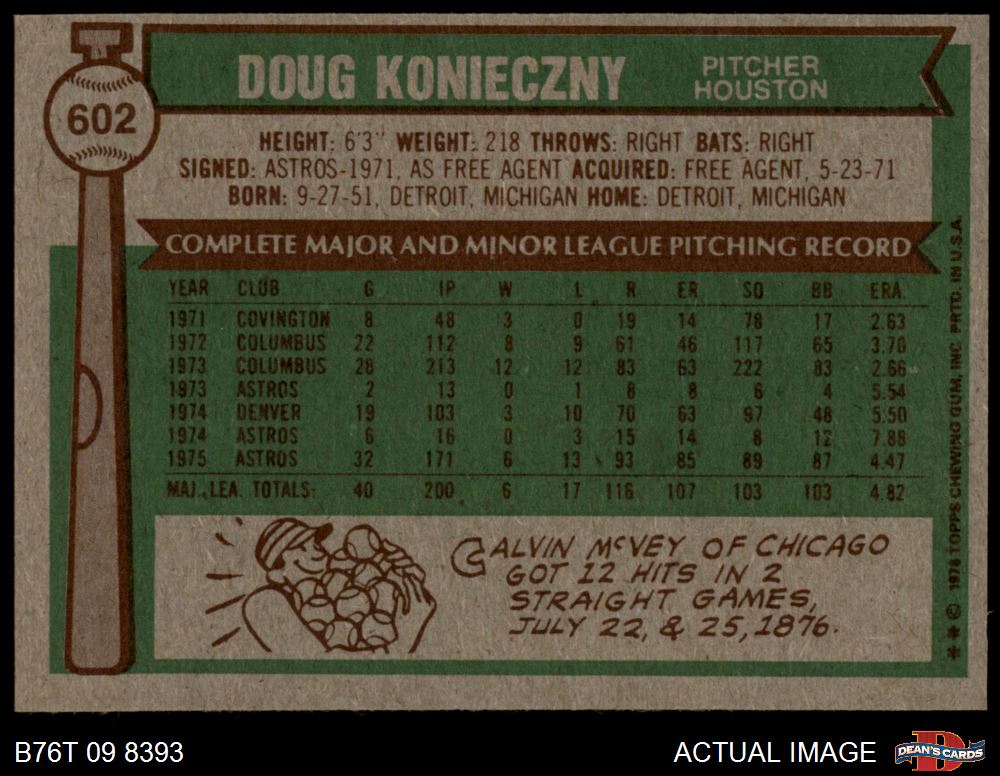 602
DOUG KONIECZNY
PITCHER
HOUSTON
HEIGHT: 6'3" WEIGHT: 218 THROWS: RIGHT BATS: RIGHT
SIGNED: ASTROS-1971, AS FREE AGENT ACQUIRED: FREE AGENT, 5-23-71
BORN: 9-27-51, DETROIT, MICHIGAN HOME: DETROIT, MICHIGAN
COMPLETE MAJOR AND MINOR LEAGUE PITCHING RECORD
YEAR CLUB G IP W L R ER SO BB ERA.
1971 COVINGTON 8 48 3 0 19 14 78 17 2.63
1972 COLUMBUS 22 112 8 9 61 46 117 65 3.70
1973 COLUMBUS 28 213 12 12 83 63 222 83 2.66
1973 ASTROS 2 13 0 1 8 8 6 4 5.54
1974 DENVER 19 103 3 10 70 63 97 48 5.50
1974 ASTROS 6 16 0 3 15 14 8 12 7.88
1975 ASTROS 32 171 6 13 93 85 89 87 4.47
MAJ. LEA. TOTALS: 40 200 6 17 116 107 103 103 4.82
CALVIN McVEY OF CHICAGO
GOT 12 HITS IN 2
STRAIGHT GAMES,
JULY 22, & 25, 1876.
** © 1976 TOPPS CHEWING GUM, INC. PRTD. IN U.S.A.
B76T 09 8393
ACTUAL IMAGE
DEAN'S CARDS